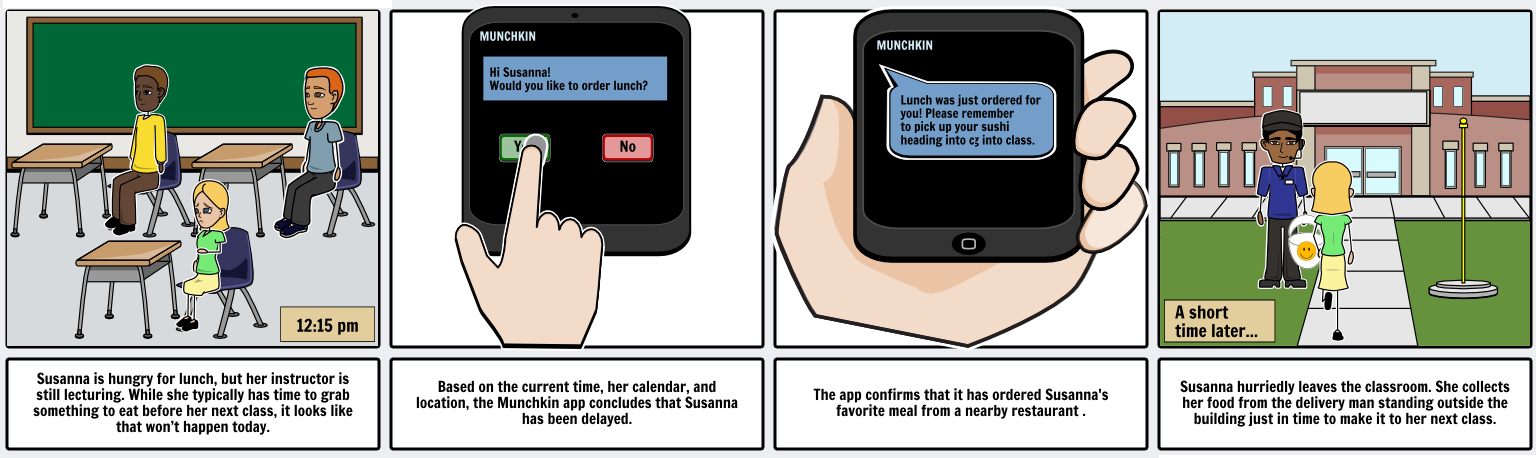 12:15 pm
Susanna is hungry for lunch, but her instructor is
still lecturing. While she typically has time to grab
something to eat before her next class, it looks like
that won't happen today.
MUNCHKIN
Hi Susanna!
Would you like to order lunch?
No
Based on the current time, her calendar, and
location, the Munchkin app concludes that Susanna
has been delayed.
MUNCHKIN
Lunch was just ordered for
you! Please remember
to pick up your sushi
heading into into class.
The app confirms that it has ordered Susanna's
favorite meal from a nearby restaurant .
A short
time later...
Susanna hurriedly leaves the classroom. She collects
her food from the delivery man standing outside the
building just in time to make it to her next class.